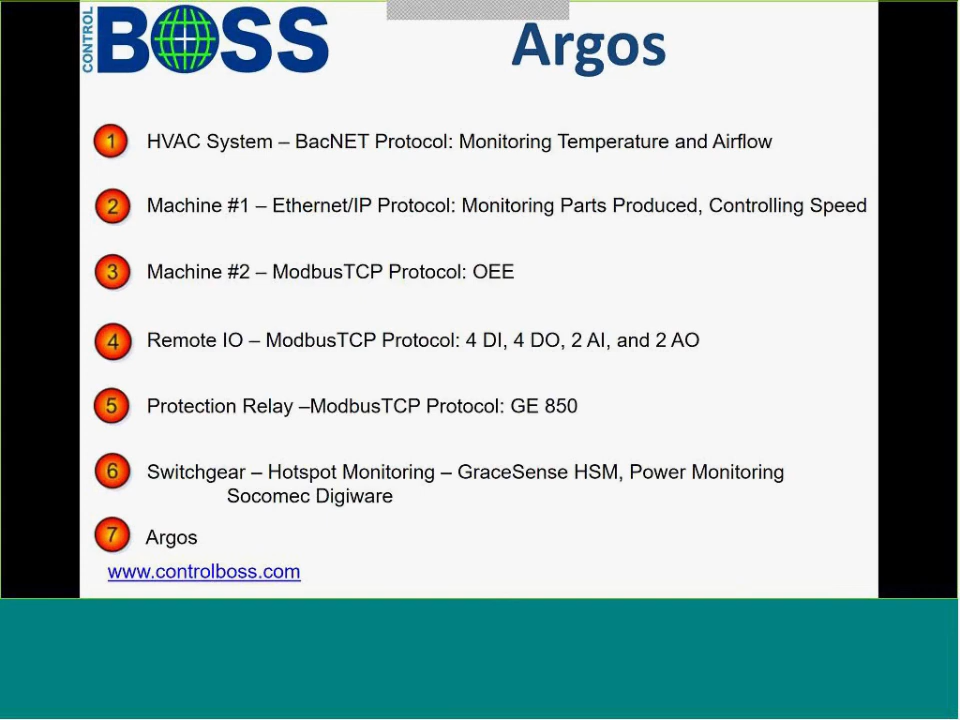 CONTROL
BOSS
Argos
1 HVAC System – BacNET Protocol: Monitoring Temperature and Airflow
2 Machine #1 – Ethernet/IP Protocol: Monitoring Parts Produced, Controlling Speed
3 Machine #2 – ModbusTCP Protocol: OEE
4 Remote IO – ModbusTCP Protocol: 4 DI, 4 DO, 2 AI, and 2 AO
5 Protection Relay –ModbusTCP Protocol: GE 850
6 Switchgear – Hotspot Monitoring – GraceSense HSM, Power Monitoring
Socomec Digiware
7 Argos
www.controlboss.com